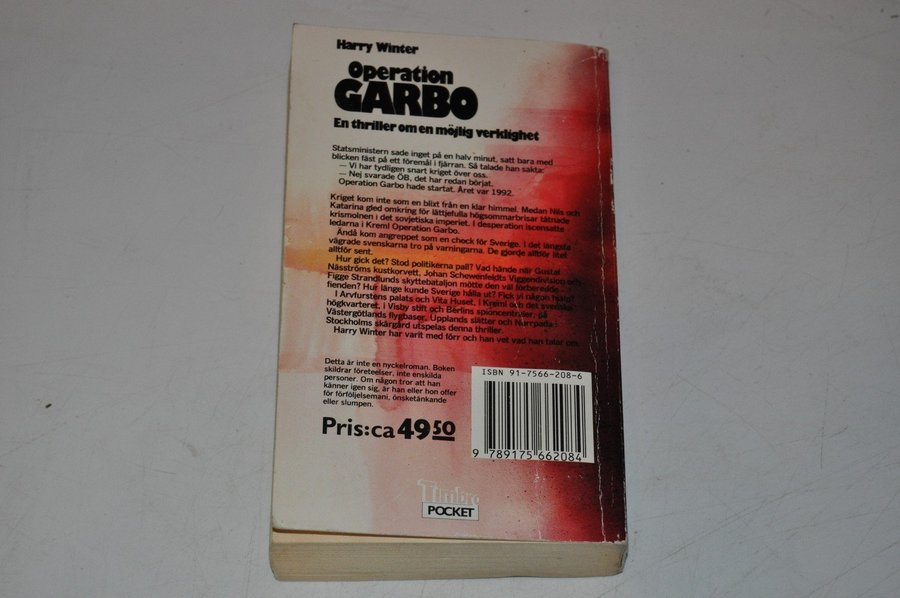 Harry Winter
Operation
GARBO
En thriller om en möjlig verklighet
Statsministern sade inget på en halv minut, satt bara med
blicken fäst på ett föremål i fjärran. Så talade han sakta:
— Vi har tydligen snart kriget över oss.
— Nej svarade ÖB, det har redan börjat.
Operation Garbo hade startat. Året var 1992.
Kriget kom inte som en blixt från en klar himmel. Medan Nils och
Katarina gled omkring för lättjefulla högsommarbrisar tätnade
krismolnen i det sovjetiska imperiet. I desperation iscensatte
ledarna i Kreml Operation Garbo.
Ändå kom angreppet som en chock för Sverige. I det längsta
vägrade svenskarna tro på varningarna. De gjorde alltför litet
alltför sent.
Hur gick det? Stod politikerna pall? Vad hände när Gustaf
Näsströms kustkorvett, Johan Schewenfeldts Viggendivision och
Figge Strandlunds skyttebataljon mötte den väl förberedde
fienden? Hur länge kunde Sverige hålla ut? Fick vi någon hjälp?
I Arvfurstens palats och Vita Huset, i Kreml och det svenska
högkvarteret, i Visby stift och Berlins spioncentraler, på
Västergötlands flygbaser, Upplands slätter och Nurrpada i
Stockholms skärgård utspelas denna thriller.
Harry Winter har varit med förr och han vet vad han talar om.
Detta är inte en nyckelroman. Boken
skildrar företeelser, inte enskilda
personer. Om någon tror att han
känner igen sig, är han eller hon offer
för förföljelsemani, önsketänkande
eller slumpen.
Pris:ca 49 50
ISBN 91-7566-208-6
9 789175 662084
Timbro
POCKET